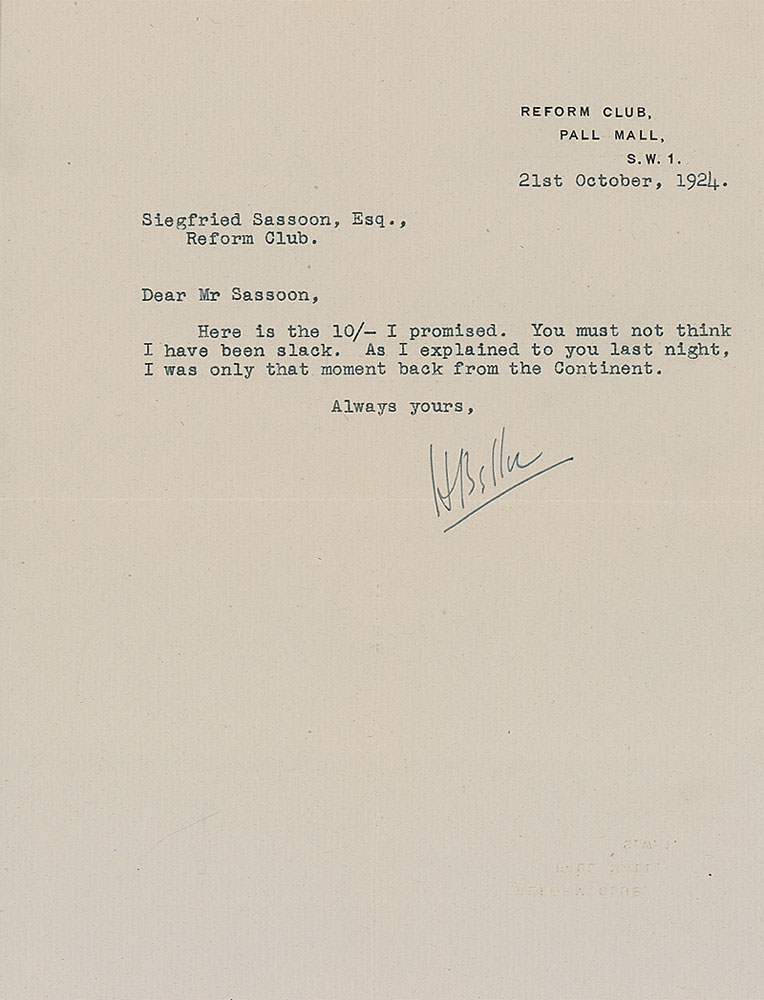 REFORM CLUB,
PALL MALL,
S.W. 1.
21st October, 1924.
Siegfried Sassoon, Esq.,
Reform Club.
Dear Mr Sassoon,
Here is the 10/- I promised. You must not think
I have been slack. As I explained to you last night,
I was only that moment back from the Continent.
Always yours,